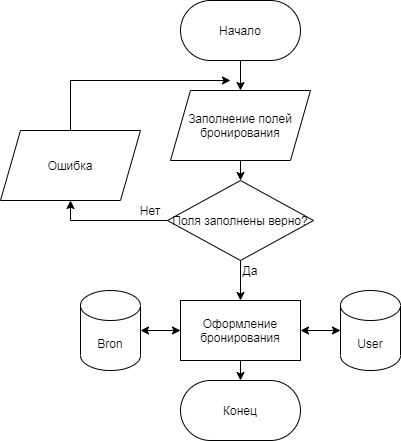 Начало
Заполнение полей
бронирования
Ошибка
Нет
Поля заполнены верно?
Да
Bron
Оформление
бронирования
User
Конец